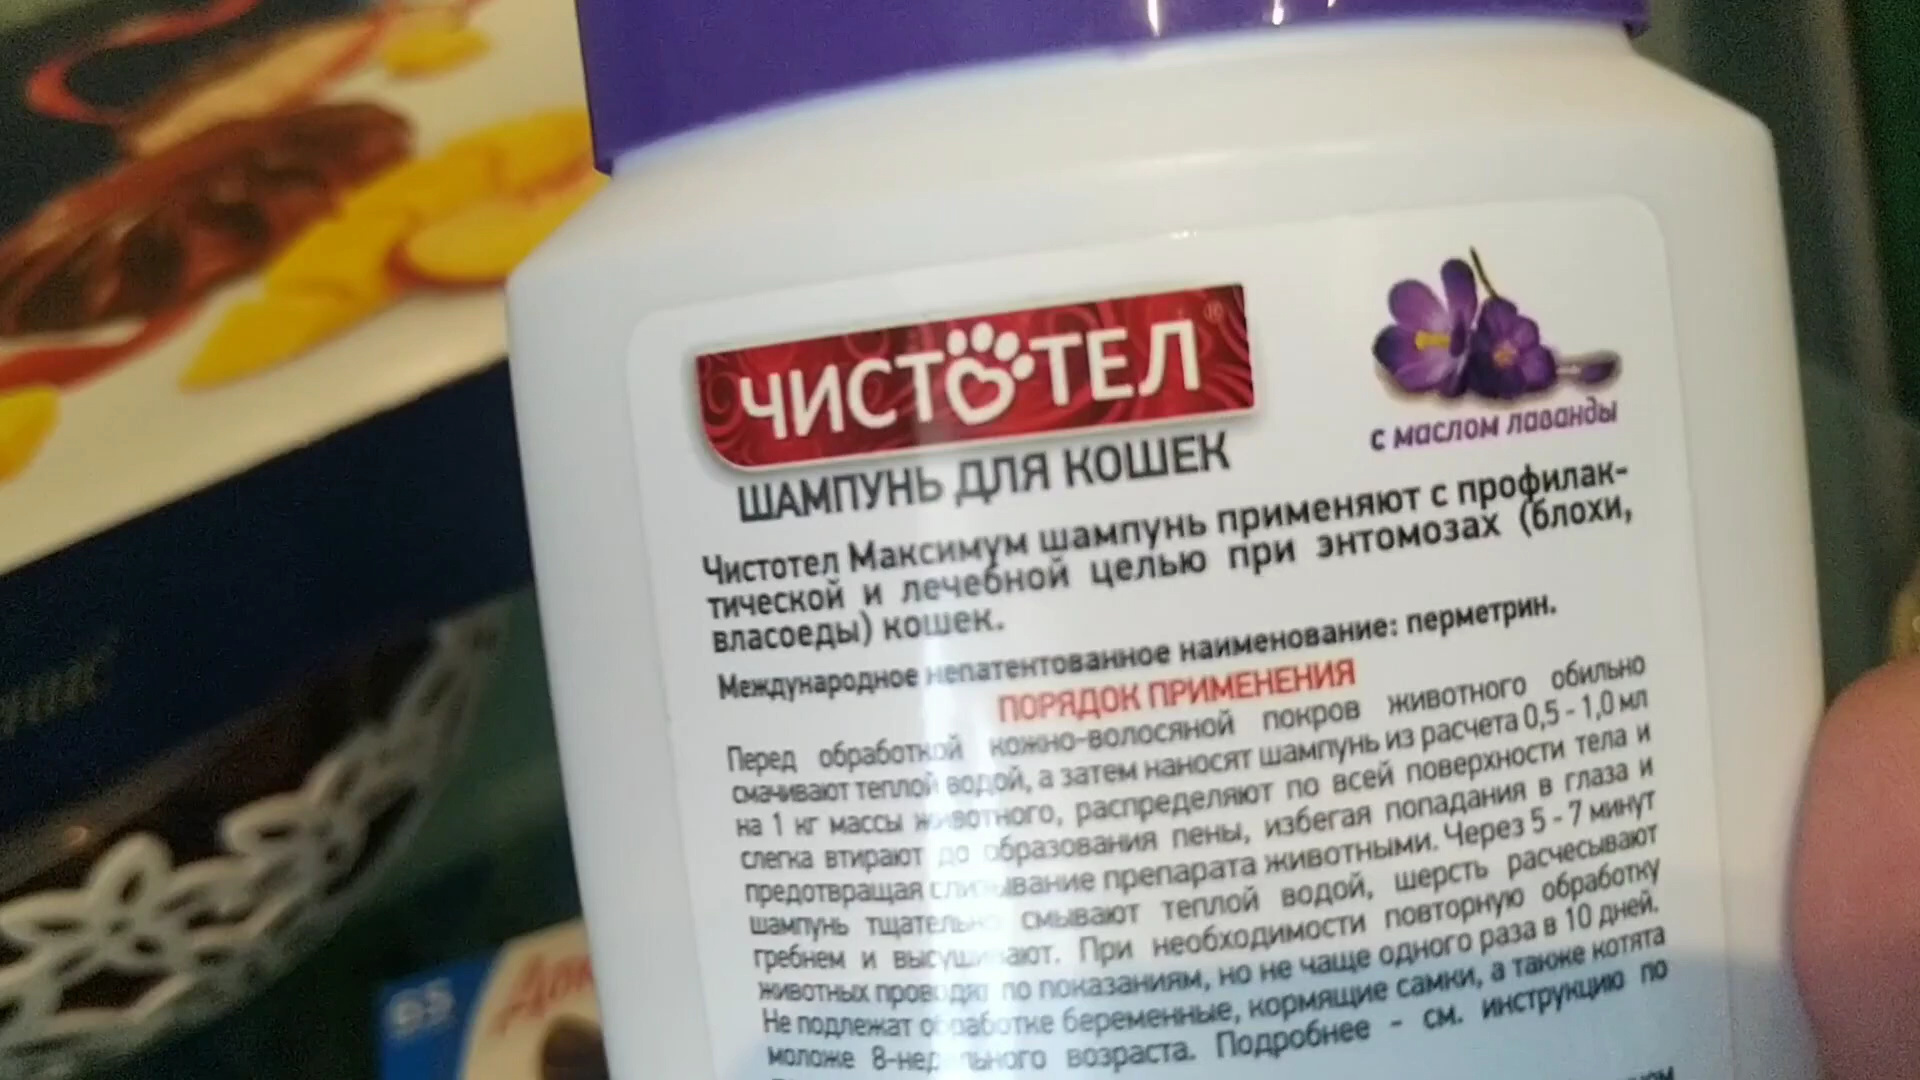 ЧИСТОТЕЛ
ШАМПУНЬ ДЛЯ КОШЕК
с маслом лаванды
Чистотел Максимум шампунь применяют с профилак-
тической и лечебной целью при энтомозах (блохи,
власоеды) кошек.
Международное непатентованное наименование: перметрин.
ПОРЯДОК ПРИМЕНЕНИЯ
Перед обработкой кожно-волосяной покров животного обильно
смачивают теплой водой, а затем наносят шампунь из расчета 0,5 - 1,0 мл
на 1 кг массы животного, распределяют по всей поверхности тела и
слегка втирают до образования пены, избегая попадания в глаза и
предотвращая слизывание препарата животными. Через 5 - 7 минут
шампунь тщательно смывают теплой водой, шерсть расчесывают
гребнем и высушивают. При необходимости повторную обработку
животных проводят по показаниям, но не чаще одного раза в 10 дней.
Не подлежат обработке беременные, кормящие самки, а также котята
моложе 8-недельного возраста. Подробнее - см. инструкцию по
95